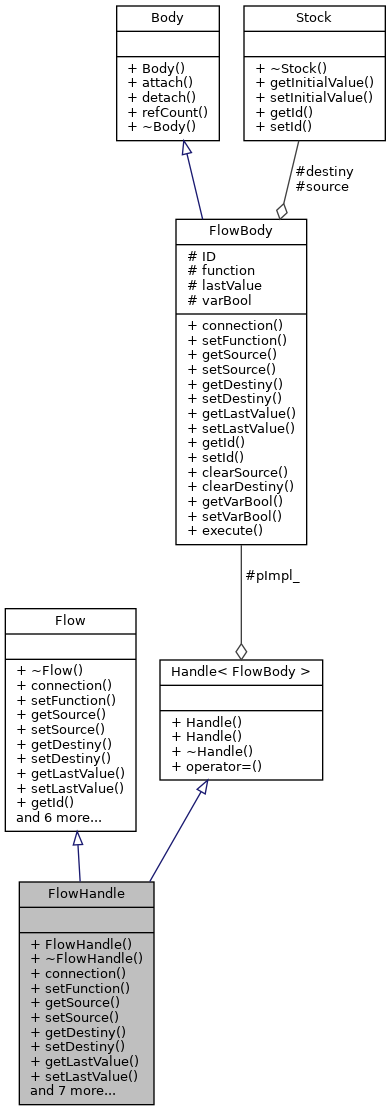 Body
+ Body()
+ attach()
+ detach()
+ refCount()
+ ~Body()
Stock
+ ~Stock()
+ getInitialValue()
+ setInitialValue()
+ getId()
+ setId()
#destiny
#source
FlowBody
# ID
# function
# lastValue
# varBool
+ connection()
+ setFunction()
+ getSource()
+ setSource()
+ getDestiny()
+ setDestiny()
+ getLastValue()
+ setLastValue()
+ getId()
+ setId()
+ clearSource()
+ clearDestiny()
+ getVarBool()
+ setVarBool()
+ execute()
#pImpl_
Flow
+ ~Flow()
+ connection()
+ setFunction()
+ getSource()
+ setSource()
+ getDestiny()
+ setDestiny()
+ getLastValue()
+ setLastValue()
+ getId()
and 6 more...
Handle< FlowBody >
+ Handle()
+ Handle()
+ ~Handle()
+ operator=()
FlowHandle
+ FlowHandle()
+ ~FlowHandle()
+ connection()
+ setFunction()
+ getSource()
+ setSource()
+ getDestiny()
+ setDestiny()
+ getLastValue()
+ setLastValue()
and 7 more...